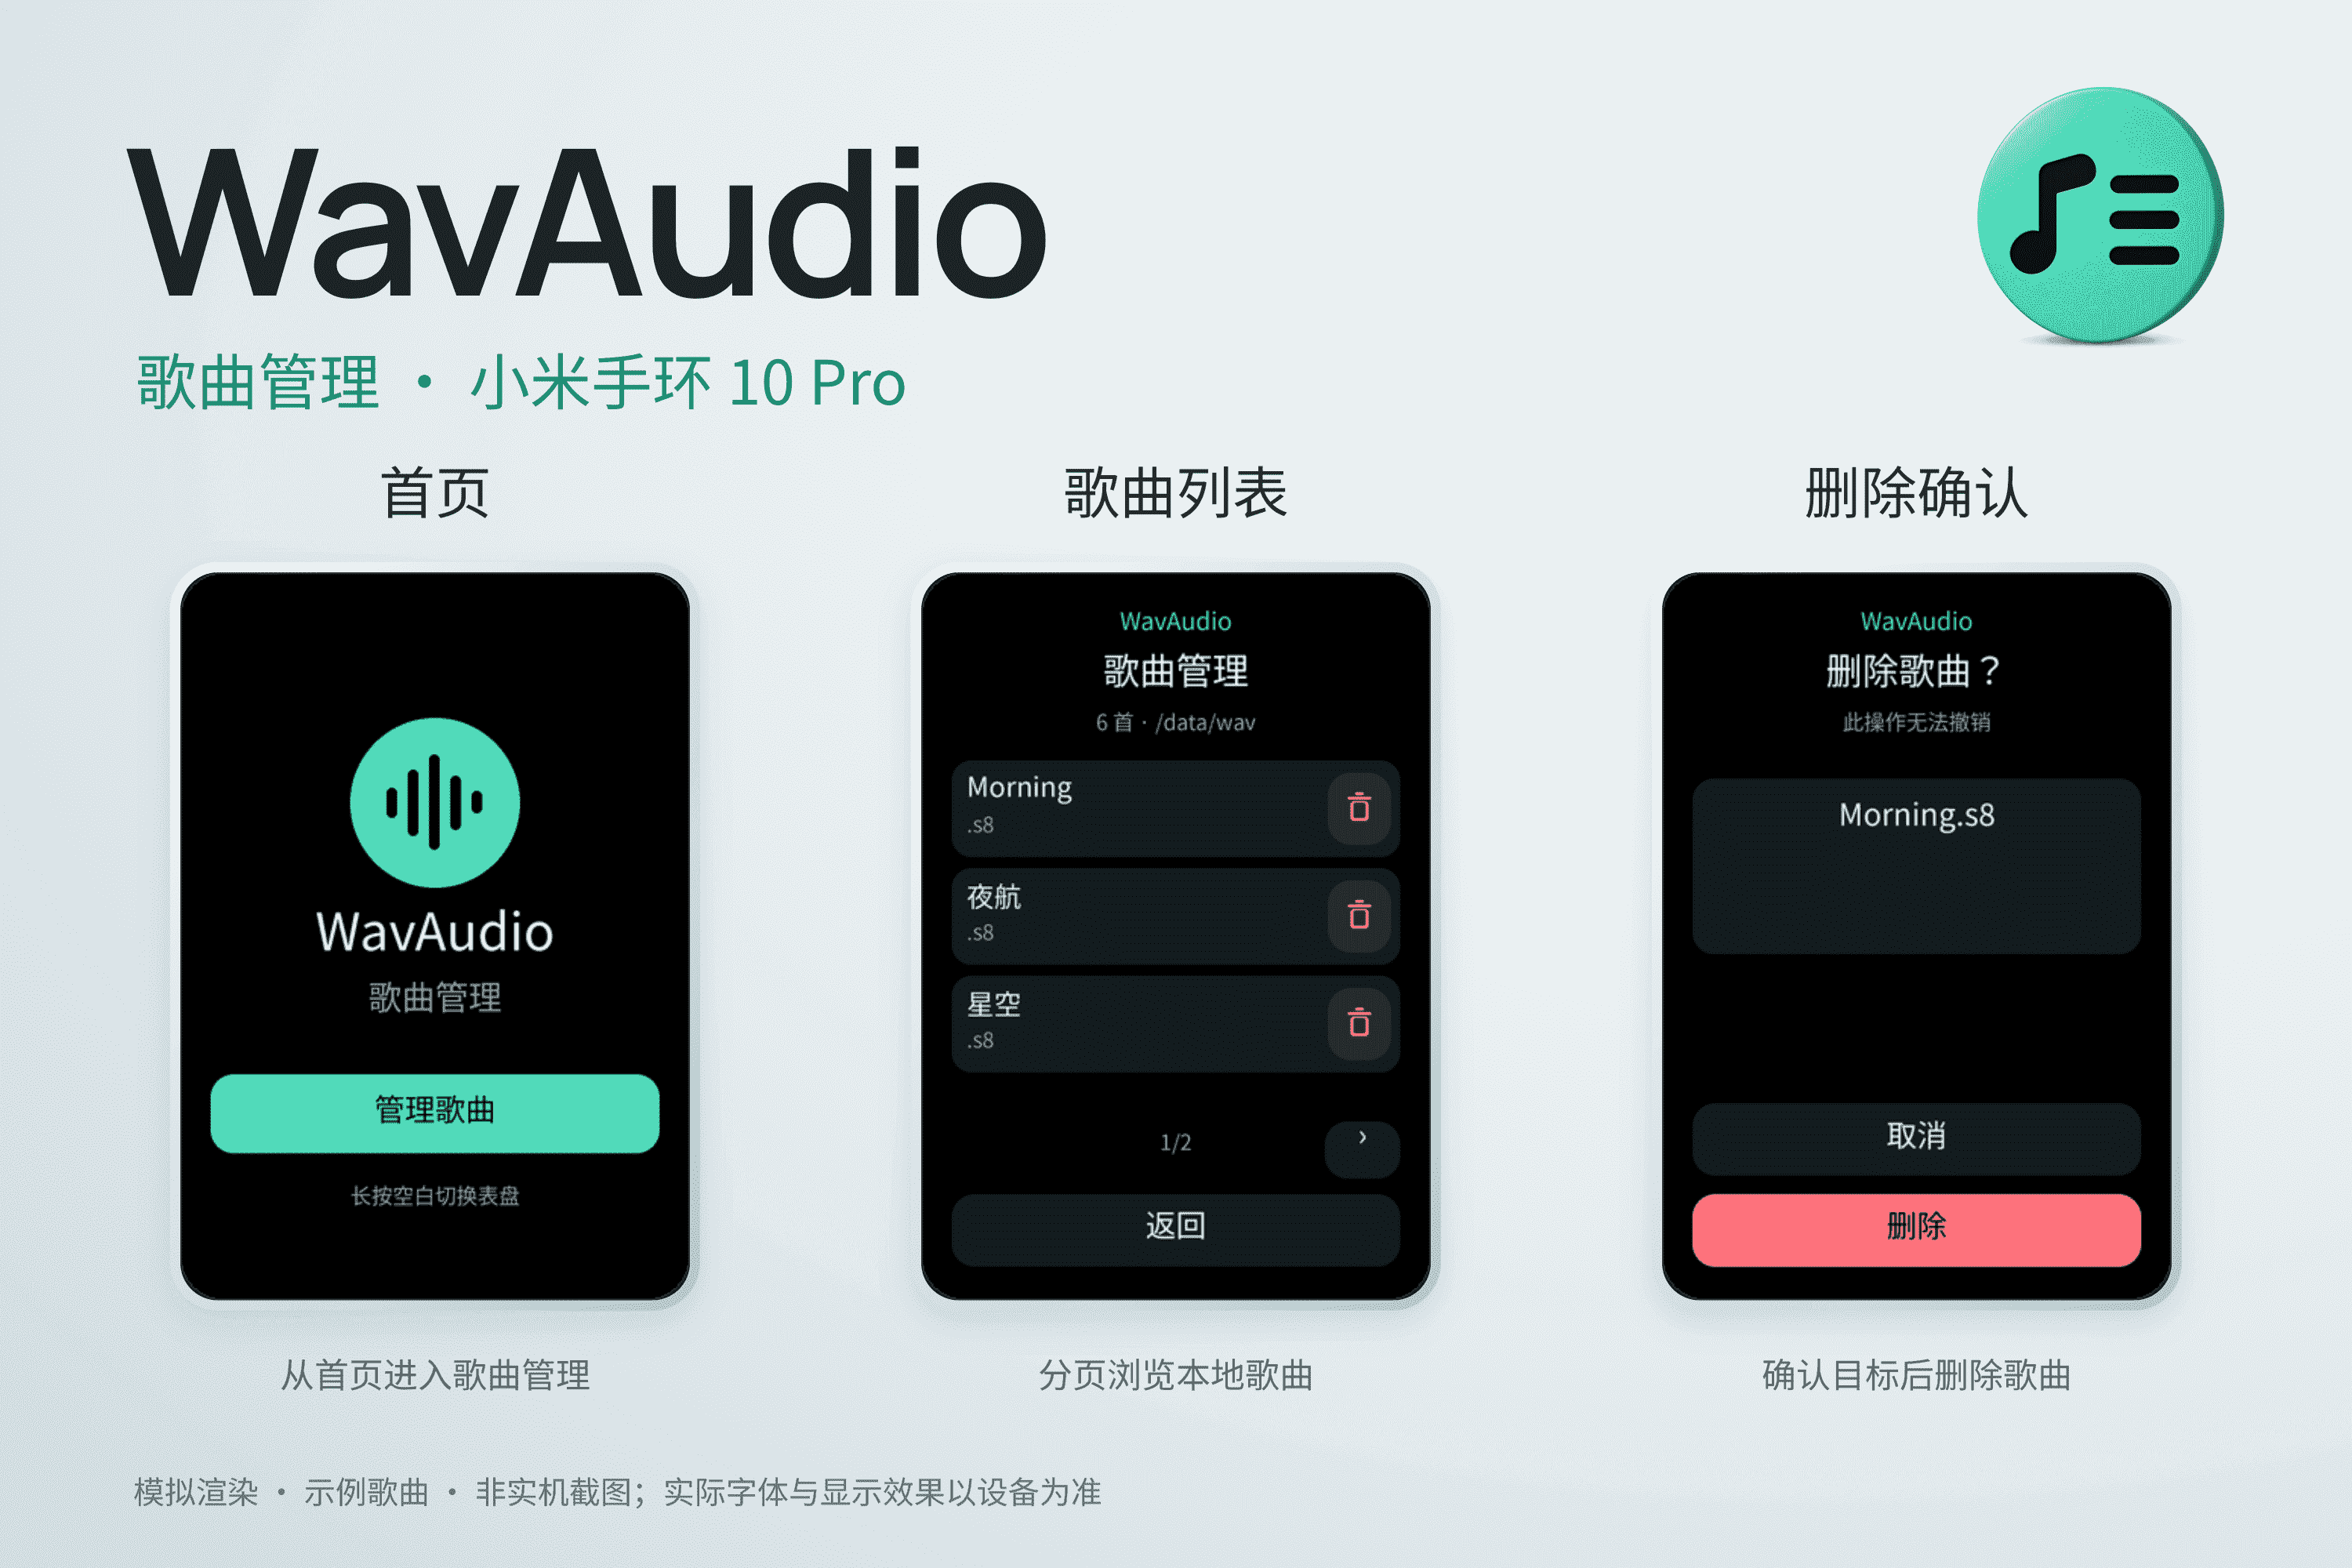 WavAudio
歌曲管理 · 小米手环 10 Pro
首页
WavAudio
歌曲管理
管理歌曲
长按空白切换表盘
从首页进入歌曲管理
歌曲列表
WavAudio
歌曲管理
6 首 · /data/wav
Morning
.s8
夜航
.s8
星空
.s8
1/2
›
返回
分页浏览本地歌曲
删除确认
WavAudio
删除歌曲？
此操作无法撤销
Morning.s8
取消
删除
确认目标后删除歌曲
模拟渲染 · 示例歌曲 · 非实机截图；实际字体与显示效果以设备为准